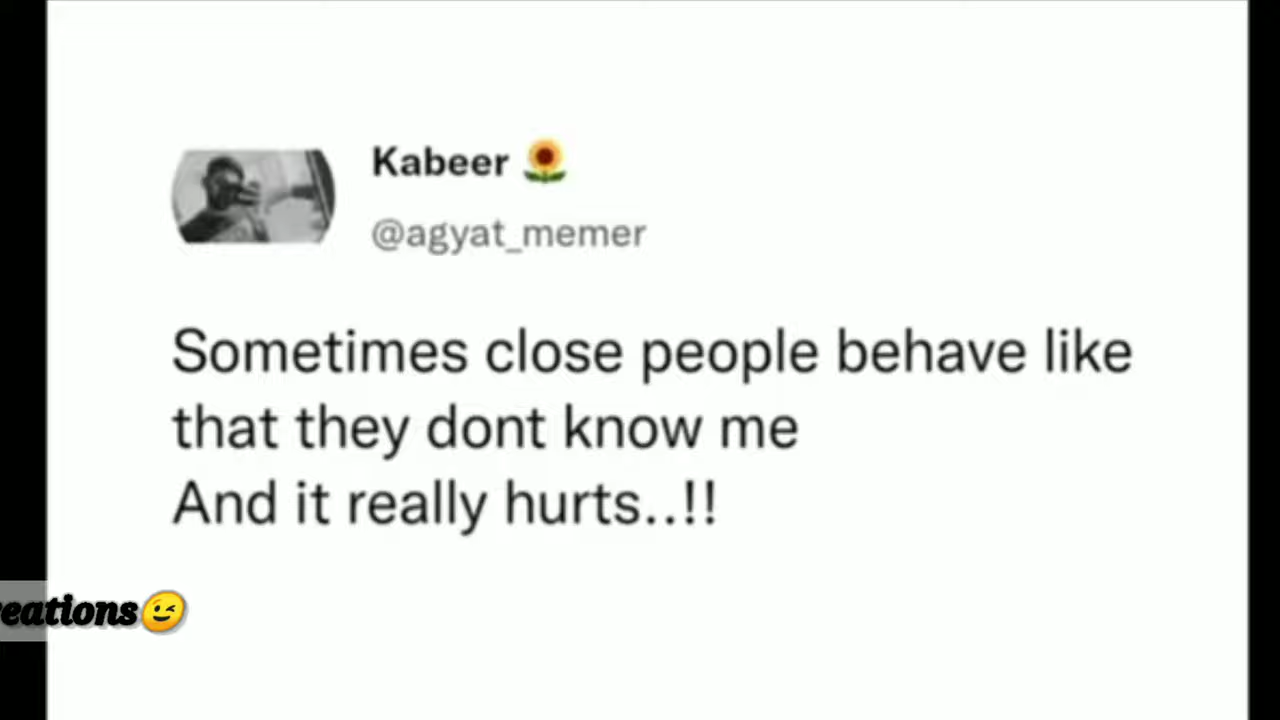 Kabeer 🌻
@agyat_memer
Sometimes close people behave like
that they dont know me
And it really hurts..!!
eations😉